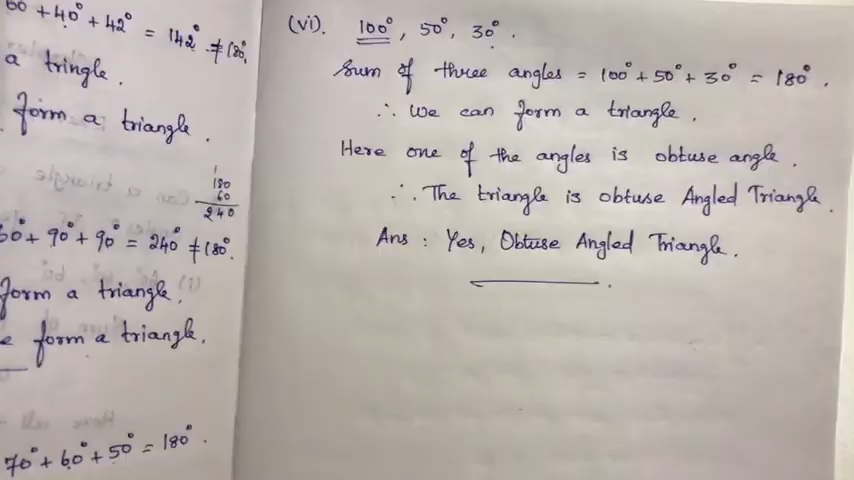 60 + 40° + 42° = 142° ≠ 180°.
a tringle.
form a triangle.
1
180
60
240
60° + 90° + 90° = 240° ≠ 180°.
form a triangle.
e form a triangle.
70° + 60° + 50° = 180°.
(vi). 100°, 50°, 30°.
Sum of three angles = 100° + 50° + 30° = 180°.
∴ We can form a triangle.
Here one of the angles is obtuse angle.
∴ The triangle is obtuse Angled Triangle.
Ans : Yes, Obtuse Angled Triangle.